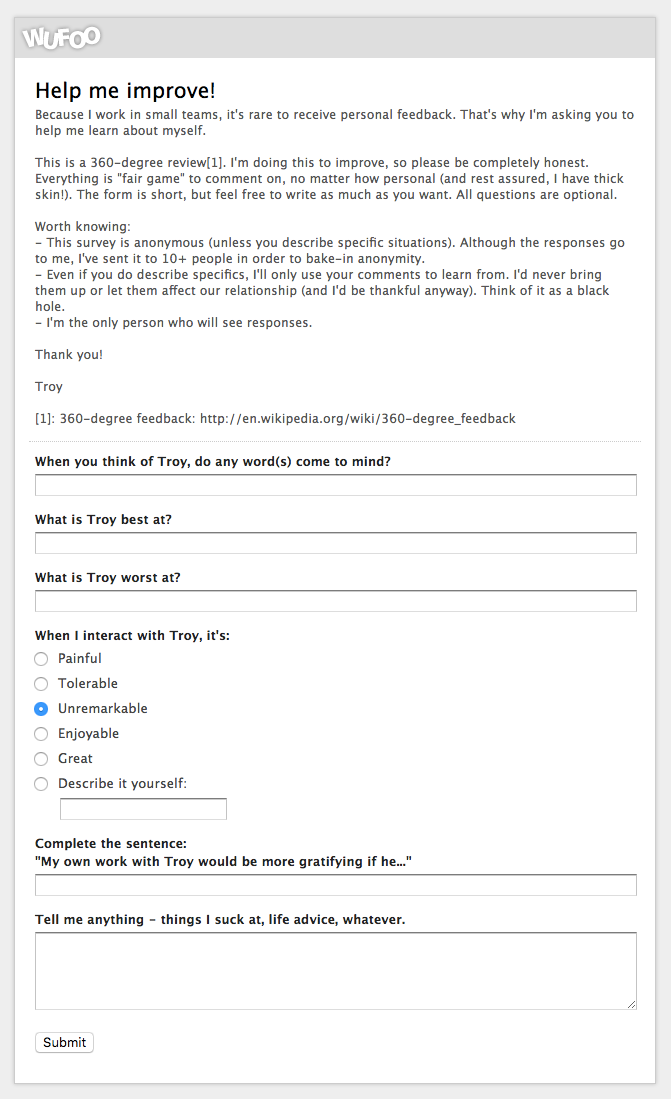 WUFOO
Help me improve!
Because I work in small teams, it's rare to receive personal feedback. That's why I'm asking you to
help me learn about myself.
This is a 360-degree review[1]. I'm doing this to improve, so please be completely honest.
Everything is "fair game" to comment on, no matter how personal (and rest assured, I have thick
skin!). The form is short, but feel free to write as much as you want. All questions are optional.
Worth knowing:
- This survey is anonymous (unless you describe specific situations). Although the responses go
to me, I've sent it to 10+ people in order to bake-in anonymity.
- Even if you do describe specifics, I'll only use your comments to learn from. I'd never bring
them up or let them affect our relationship (and I'd be thankful anyway). Think of it as a black
hole.
- I'm the only person who will see responses.
Thank you!
Troy
[1]: 360-degree feedback: http://en.wikipedia.org/wiki/360-degree_feedback
When you think of Troy, do any word(s) come to mind?
What is Troy best at?
What is Troy worst at?
When I interact with Troy, it's:
Painful
Tolerable
Unremarkable
Enjoyable
Great
Describe it yourself:
Complete the sentence:
"My own work with Troy would be more gratifying if he..."
Tell me anything - things I suck at, life advice, whatever.
Submit